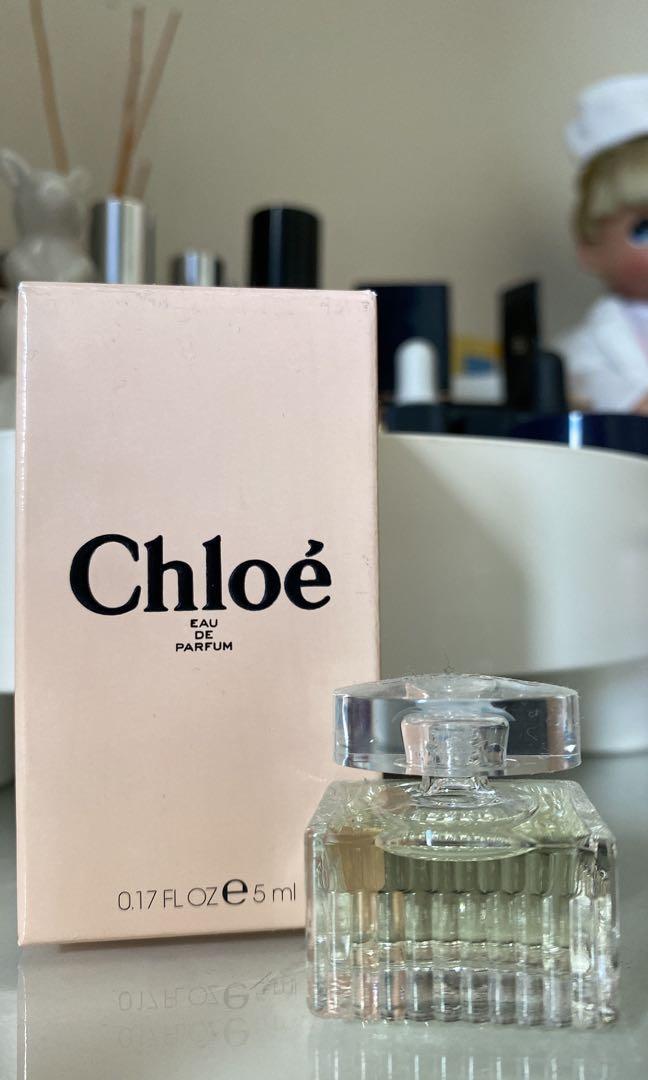 Chloé
EAU
DE
PARFUM
0.17 FL OZ e 5 ml